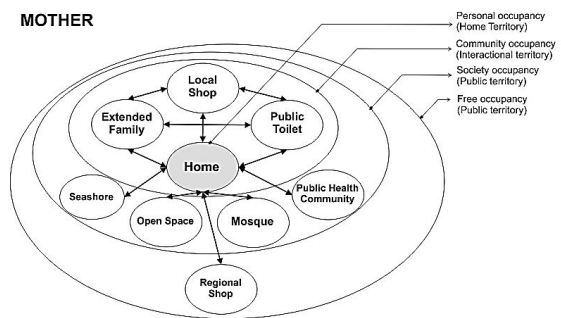 MOTHER
Personal occupancy
(Home Territory)
Community occupancy
(Interactional territory)
Society occupancy
(Public territory)
Free occupancy
(Public territory)
Local
Shop
Extended
Family
Public
Toilet
Home
Seashore
Public Health
Community
Open Space
Mosque
Regional
Shop